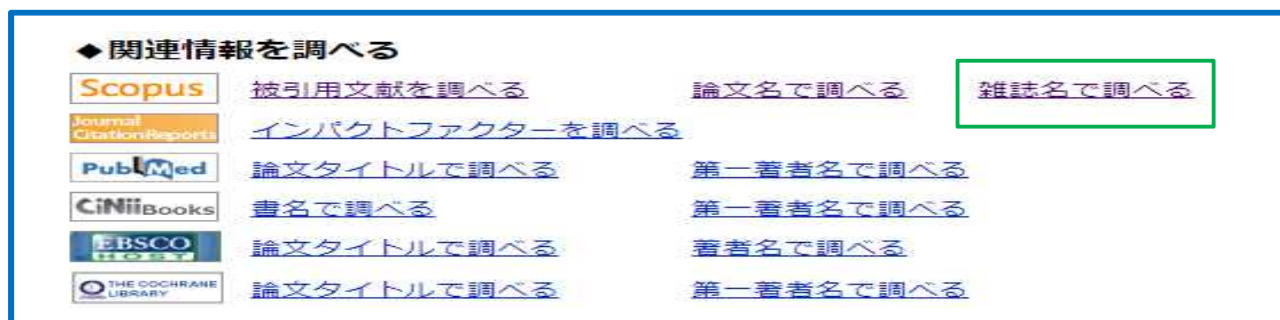 ◆関連情報を調べる
Scopus 被引用文献を調べる 論文名で調べる 雑誌名で調べる
Journal Citation Reports インパクトファクターを調べる
PubMed 論文タイトルで調べる 第一著者名で調べる
CiNii Books 書名で調べる 第一著者名で調べる
EBSCO HOST 論文タイトルで調べる 著者名で調べる
THE COCHRANE LIBRARY 論文タイトルで調べる 第一著者名で調べる